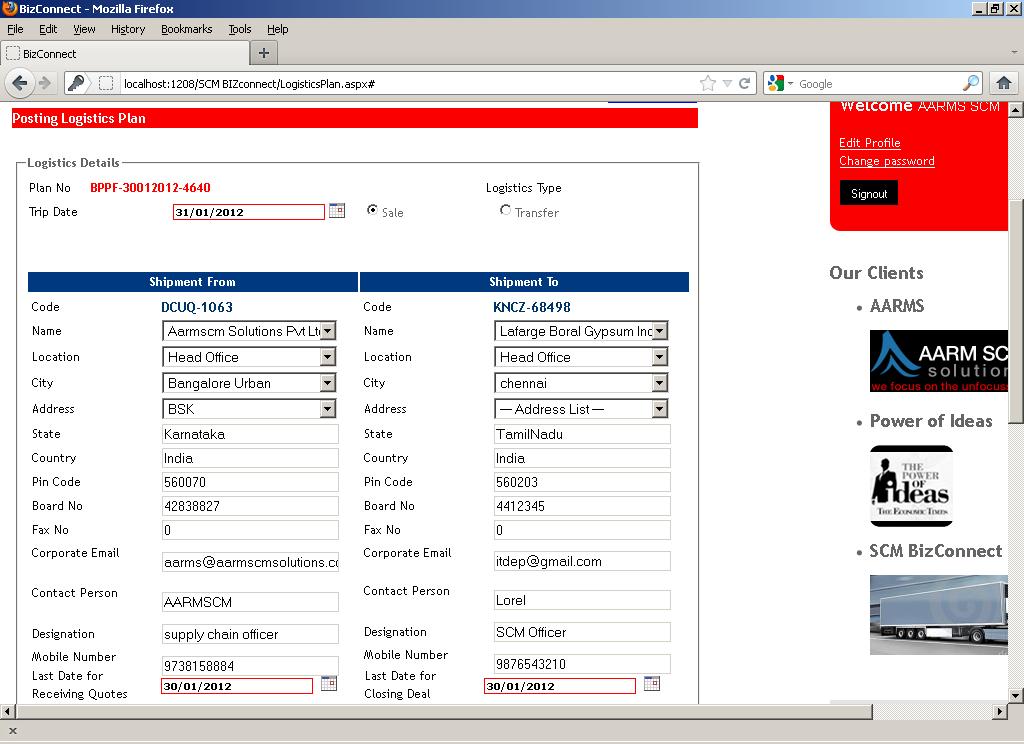 BizConnect - Mozilla Firefox
File Edit View History Bookmarks Tools Help
BizConnect
localhost:1208/SCM BIZconnect/LogisticsPlan.aspx#
Google
Posting Logistics Plan
Welcome AARMS SCM
Edit Profile
Change password
Signout
Logistics Details
Plan No BPPF-30012012-4640 Logistics Type
Trip Date 31/01/2012 Sale Transfer
Shipment From Shipment To
Code DCUQ-1063 Code KNCZ-68498
Name Aarmscm Solutions Pvt Lt Name Lafarge Boral Gypsum Inc
Location Head Office Location Head Office
City Bangalore Urban City chennai
Address BSK Address --- Address List ---
State Karnataka State TamilNadu
Country India Country India
Pin Code 560070 Pin Code 560203
Board No 42838827 Board No 4412345
Fax No 0 Fax No 0
Corporate Email aarms@aarmscmsolutions.co Corporate Email itdep@gmail.com
Contact Person AARMSCM Contact Person Lorel
Designation supply chain officer Designation SCM Officer
Mobile Number 9738158884 Mobile Number 9876543210
Last Date for Receiving Quotes 30/01/2012 Last Date for Closing Deal 30/01/2012
Our Clients
AARMS
AARM SC
solution
we focus on the unfocus
Power of Ideas
THE
POWER
OF
Ideas
THE ECONOMIC TIMES
SCM BizConnect